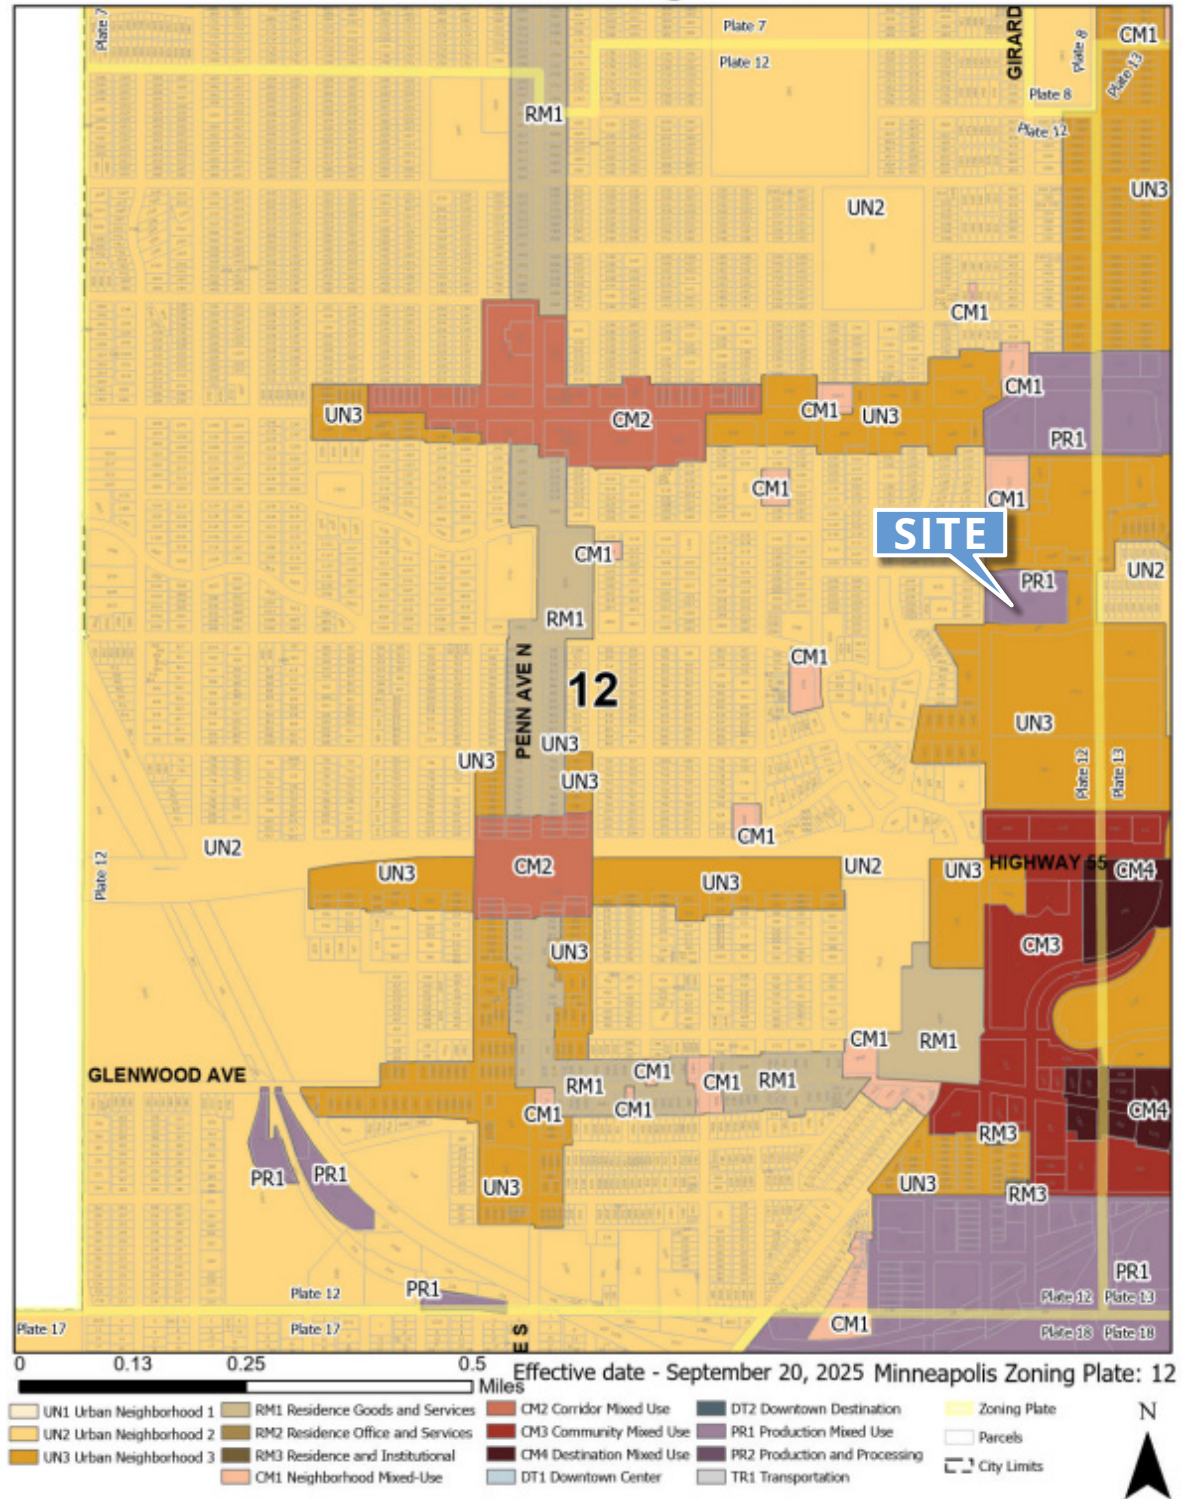 Plate 7
Plate 7
Plate 12
GIRARD
Plate 8
Plate 8
Plate 12
CM1
Plate 13
RM1
UN3
UN2
CM1
CM1
UN3
CM2
CM1
UN3
PR1
CM1
CM1
SITE
CM1
PR1
UN2
RM1
CM1
PENN AVE N
12
UN3
UN3
UN3
UN3
Plate 12
Plate 13
CM1
UN2
Plate 12
UN3
CM2
UN3
UN2
UN3
HIGHWAY 55
CM4
UN3
CM3
CM1
RM1
GLENWOOD AVE
RM1
CM1
CM1
RM1
CM1
CM1
CM4
RM3
PR1
PR1
UN3
UN3
RM3
PR1
PR1
Plate 12
Plate 12
Plate 13
Plate 17
Plate 17
CM1
Plate 18
Plate 18
E S
0 0.13 0.25 0.5
Miles
Effective date - September 20, 2025 Minneapolis Zoning Plate: 12
UN1 Urban Neighborhood 1
UN2 Urban Neighborhood 2
UN3 Urban Neighborhood 3
RM1 Residence Goods and Services
RM2 Residence Office and Services
RM3 Residence and Institutional
CM1 Neighborhood Mixed-Use
CM2 Corridor Mixed Use
CM3 Community Mixed Use
CM4 Destination Mixed Use
DT1 Downtown Center
DT2 Downtown Destination
PR1 Production Mixed Use
PR2 Production and Processing
TR1 Transportation
Zoning Plate
Parcels
City Limits
N